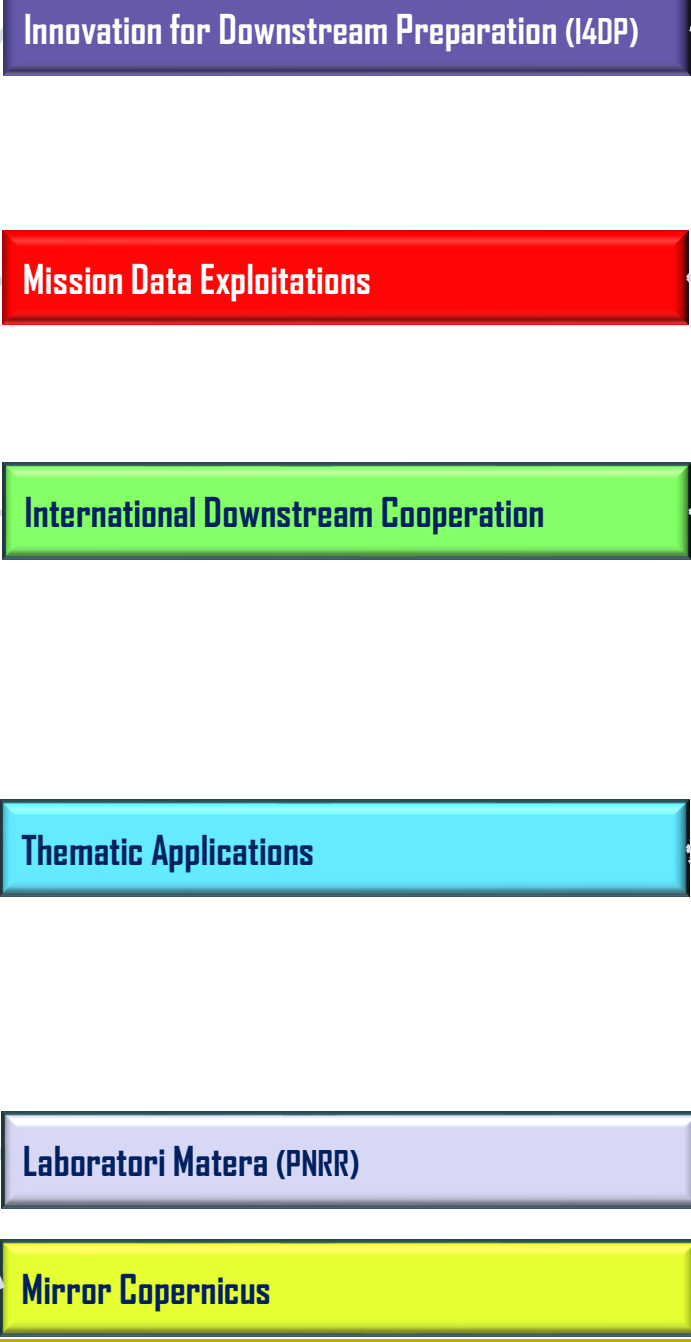 Innovation for Downstream Preparation (I4DP)
Mission Data Exploitations
International Downstream Cooperation
Thematic Applications
Laboratori Matera (PNRR)
Mirror Copernicus